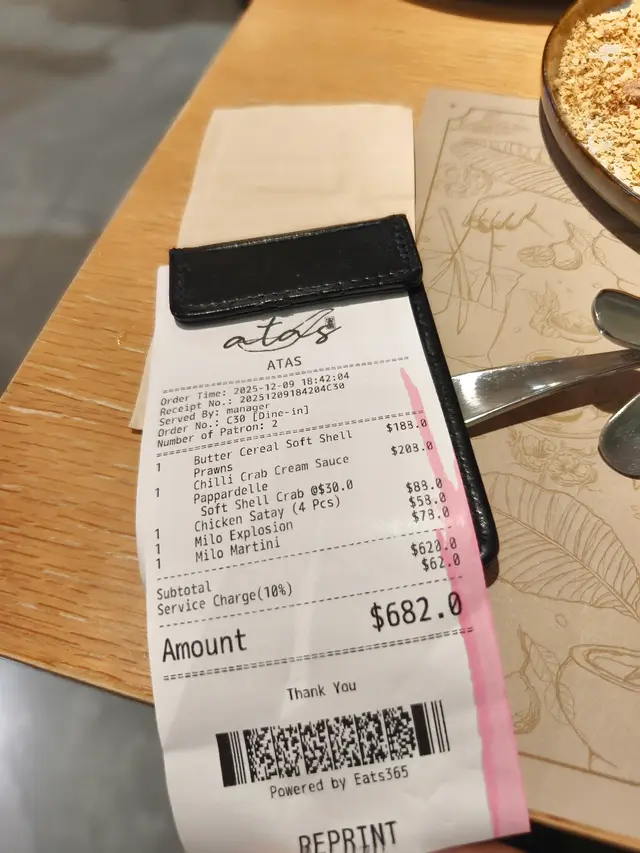 atas
ATAS
Order Time: 2025-12-09 18:42:04
Receipt No.: 20251209184204C30
Served By: manager
Order No.: C30 [Dine-in]
Number of Patron: 2
1 Butter Cereal Soft Shell $188.0
Prawns
1 Chilli Crab Cream Sauce $208.0
Pappardelle
Soft Shell Crab @$30.0
1 Chicken Satay (4 Pcs) $88.0
1 Milo Explosion $58.0
1 Milo Martini $78.0
Subtotal $620.0
Service Charge(10%) $62.0
Amount $682.0
Thank You
Powered by Eats365
REPRINT